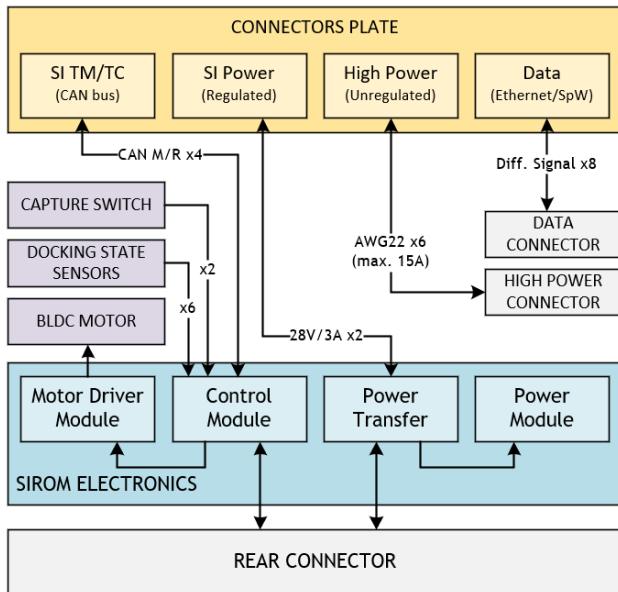 CONNECTORS PLATE
SI TM/TC
(CAN bus)
SI Power
(Regulated)
High Power
(Unregulated)
Data
(Ethernet/SpW)
CAN M/R x4
Diff. Signal x8
CAPTURE SWITCH
DOCKING STATE
SENSORS
BLDC MOTOR
x2
x6
AWG22 x6
(max. 15A)
DATA
CONNECTOR
HIGH POWER
CONNECTOR
28V/3A x2
Motor Driver
Module
Control
Module
Power
Transfer
Power
Module
SIROM ELECTRONICS
REAR CONNECTOR